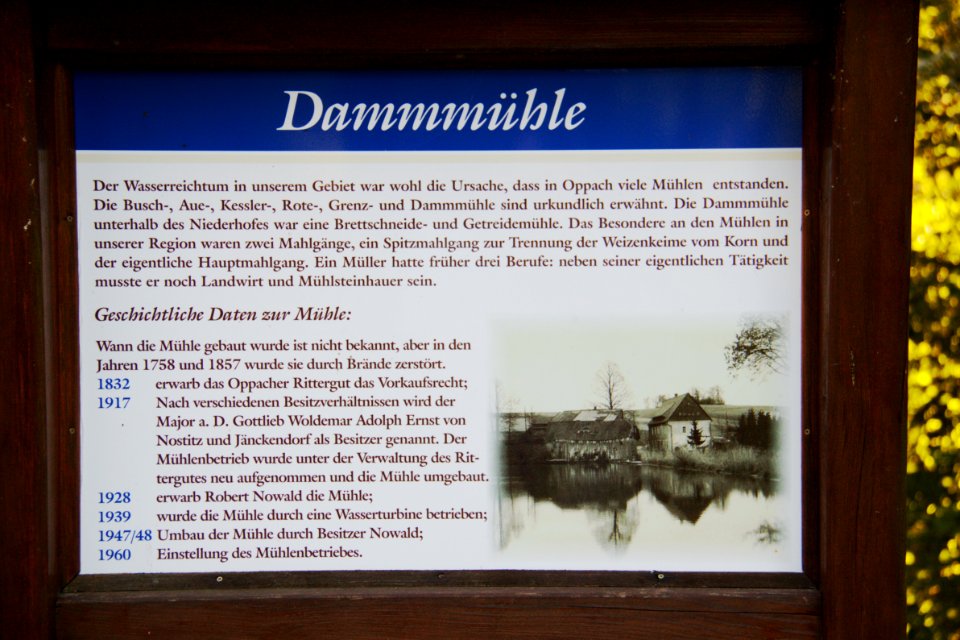 Dammmühle
Der Wasserreichtum in unserem Gebiet war wohl die Ursache, dass in Oppach viele Mühlen entstanden.
Die Busch-, Aue-, Kessler-, Rote-, Grenz- und Dammmühle sind urkundlich erwähnt. Die Dammmühle
unterhalb des Niederhofes war eine Brettschneide- und Getreidemühle. Das Besondere an den Mühlen in
unserer Region waren zwei Mahlgänge, ein Spitzmahlgang zur Trennung der Weizenkeime vom Korn und
der eigentliche Hauptmahlgang. Ein Müller hatte früher drei Berufe: neben seiner eigentlichen Tätigkeit
musste er noch Landwirt und Mühlsteinhauer sein.
Geschichtliche Daten zur Mühle:
Wann die Mühle gebaut wurde ist nicht bekannt, aber in den
Jahren 1758 und 1857 wurde sie durch Brände zerstört.
1832 erwarb das Oppacher Rittergut das Vorkaufsrecht;
1917 Nach verschiedenen Besitzverhältnissen wird der
Major a. D. Gottlieb Woldemar Adolph Ernst von
Nostitz und Jänckendorf als Besitzer genannt. Der
Mühlenbetrieb wurde unter der Verwaltung des Rit-
tergutes neu aufgenommen und die Mühle umgebaut.
1928 erwarb Robert Nowald die Mühle;
1939 wurde die Mühle durch eine Wasserturbine betrieben;
1947/48 Umbau der Mühle durch Besitzer Nowald;
1960 Einstellung des Mühlenbetriebes.